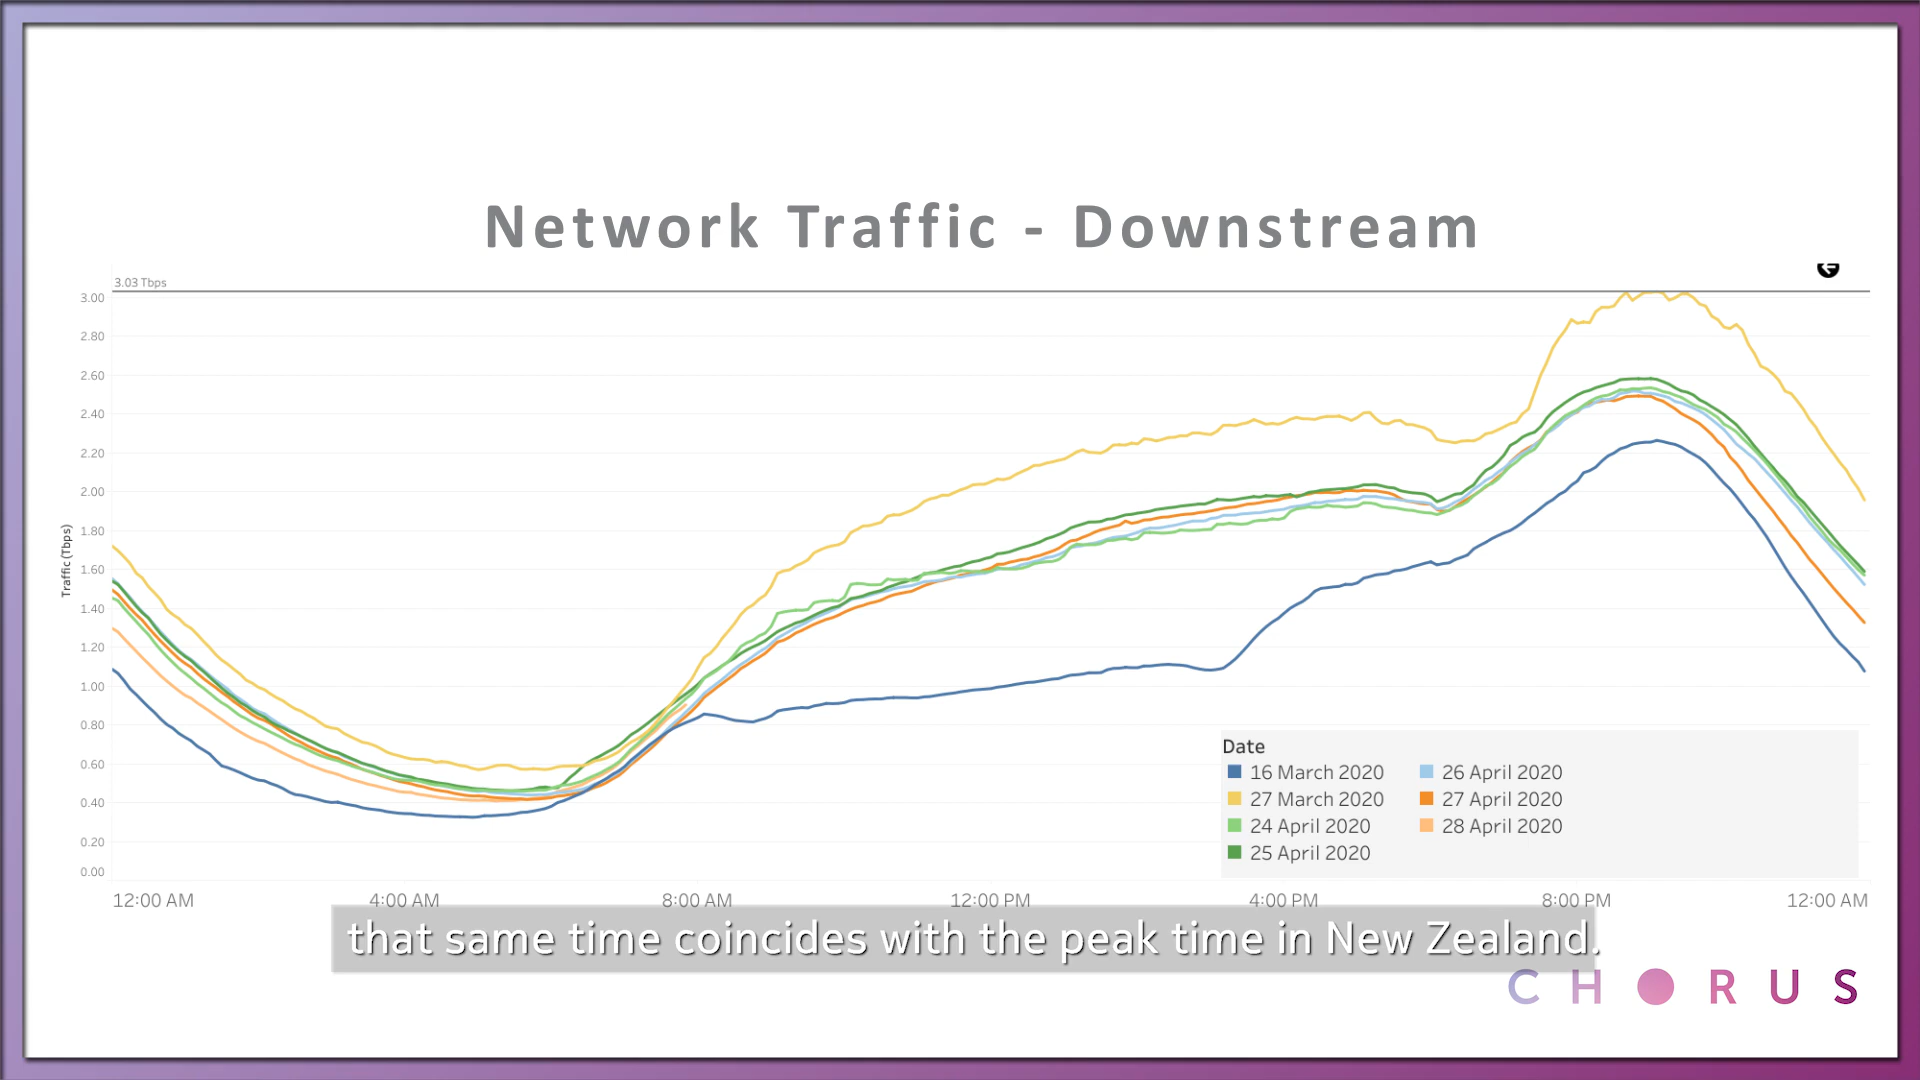 Network Traffic - Downstream
3.03 Tbps
3.00
2.80
2.60
2.40
2.20
2.00
1.80
1.60
1.40
1.20
1.00
0.80
0.60
0.40
0.20
0.00
Traffic (Tbps)
Date
16 March 2020
27 March 2020
24 April 2020
25 April 2020
26 April 2020
27 April 2020
28 April 2020
12:00 AM 4:00 AM 8:00 AM 12:00 PM 4:00 PM 8:00 PM 12:00 AM
that same time coincides with the peak time in New Zealand.
CHORUS